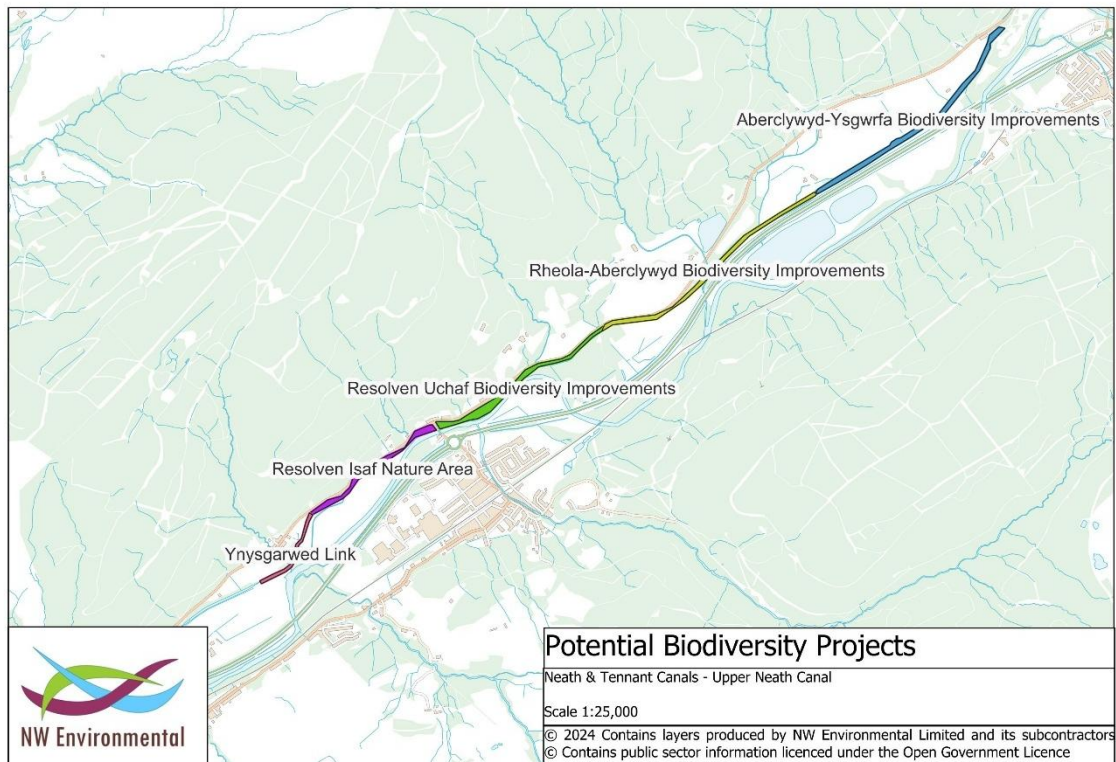 Aberclywyd-Ysgwrfa Biodiversity Improvements
Rheola-Aberclywyd Biodiversity Improvements
Resolven Uchaf Biodiversity Improvements
Resolven Isaf Nature Area
Ynysgarwed Link
NW Environmental
Potential Biodiversity Projects
Neath & Tennant Canals - Upper Neath Canal
Scale 1:25,000
© 2024 Contains layers produced by NW Environmental Limited and its subcontractors
© Contains public sector information licenced under the Open Government Licence